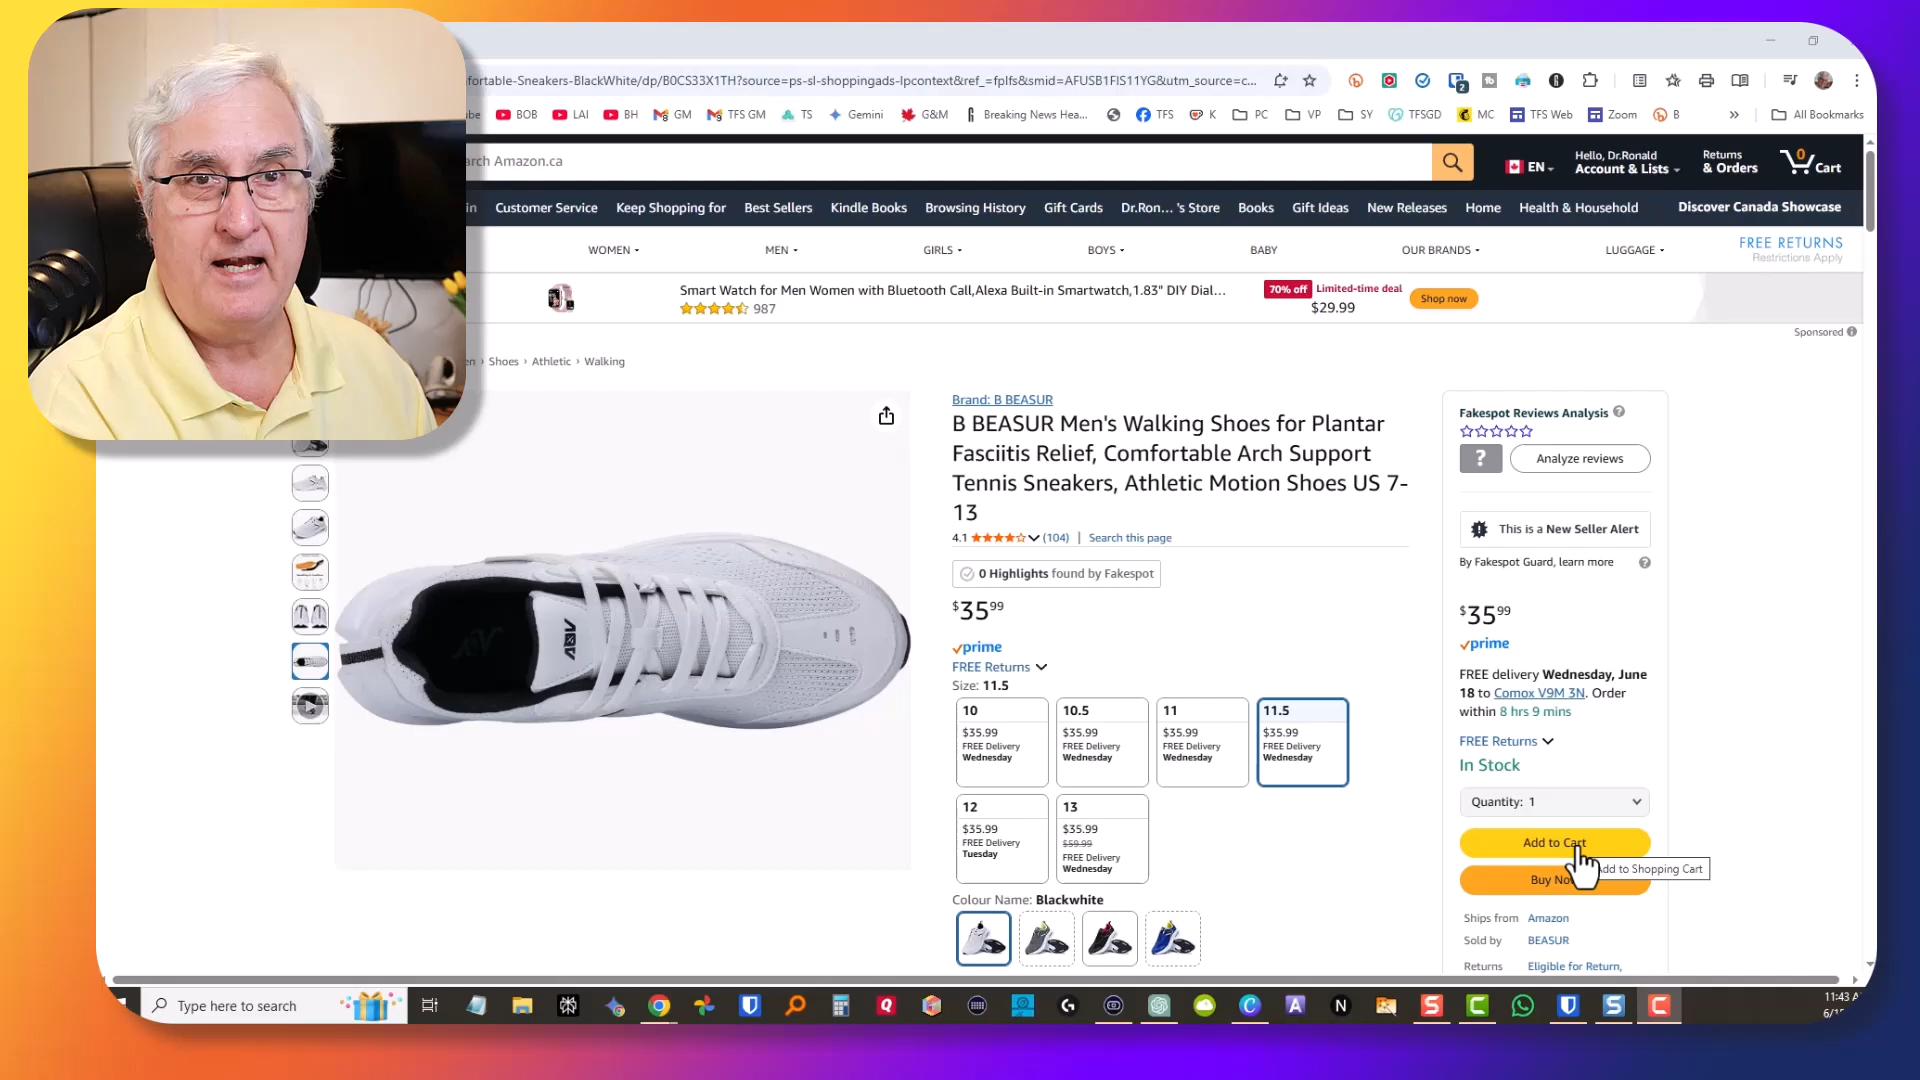 fortable-Sneakers-BlackWhite/dp/B0CS33X1TH?source=ps-sl-shoppingads-lpcontext&ref_=fplfs&smid=AFUSB1FIS11YG&utm_source=c...
BOB LAI BH GM TFS GM TS Gemini G&M Breaking News Hea... TFS K PC VP SY TFSGD MC TFS Web Zoom B » All Bookmarks
arch Amazon.ca
EN
Hello, Dr.Ronald
Account & Lists
Returns
& Orders
0
Cart
in Customer Service Keep Shopping for Best Sellers Kindle Books Browsing History Gift Cards Dr.Ron... 's Store Books Gift Ideas New Releases Home Health & Household Discover Canada Showcase
WOMEN MEN GIRLS BOYS BABY OUR BRANDS LUGGAGE
FREE RETURNS
Restrictions Apply
Smart Watch for Men Women with Bluetooth Call,Alexa Built-in Smartwatch,1.83" DIY Dial...
987
70% off Limited-time deal
$29.99
Shop now
Sponsored
en › Shoes › Athletic › Walking
Brand: B BEASUR
B BEASUR Men's Walking Shoes for Plantar
Fasciitis Relief, Comfortable Arch Support
Tennis Sneakers, Athletic Motion Shoes US 7-
13
4.1 (104) | Search this page
0 Highlights found by Fakespot
$35 99
prime
FREE Returns
Size: 11.5
10
$35.99
FREE Delivery
Wednesday
10.5
$35.99
FREE Delivery
Wednesday
11
$35.99
FREE Delivery
Wednesday
11.5
$35.99
FREE Delivery
Wednesday
12
$35.99
FREE Delivery
Tuesday
13
$35.99
$59.99
FREE Delivery
Wednesday
Colour Name: Blackwhite
Fakespot Reviews Analysis
?
Analyze reviews
This is a New Seller Alert
By Fakespot Guard, learn more
$35 99
prime
FREE delivery Wednesday, June
18 to Comox V9M 3N. Order
within 8 hrs 9 mins
FREE Returns
In Stock
Quantity: 1
Add to Cart
Add to Shopping Cart
Buy Now
Ships from Amazon
Sold by BEASUR
Returns Eligible for Return,
Type here to search
11:43 A